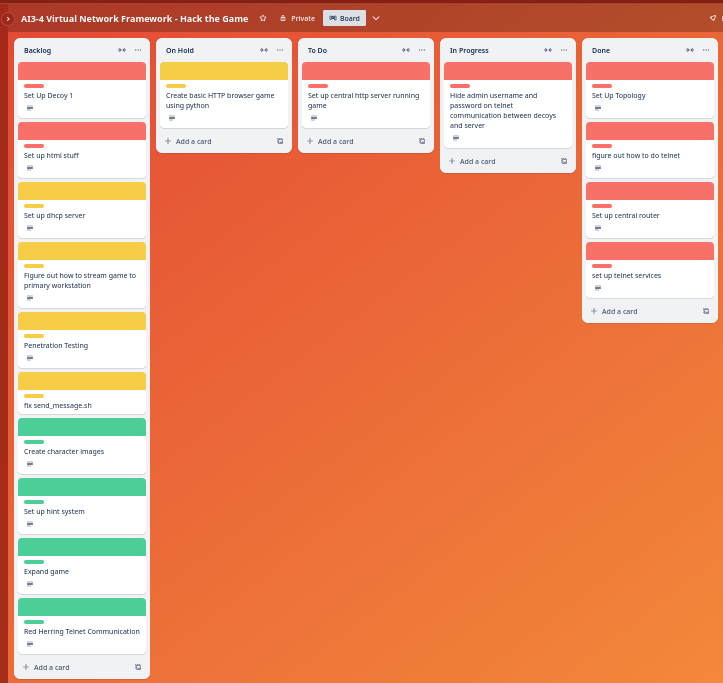 AI3-4 Virtual Network Framework - Hack the Game
Private
Board
Backlog
Set Up Decoy 1
Set up html stuff
Set up dhcp server
Figure out how to stream game to
primary workstation
Penetration Testing
fix send_message.sh
Create character images
Set up hint system
Expand game
Red Herring Telnet Communication
Add a card
On Hold
Create basic HTTP browser game
using python
Add a card
To Do
Set up central http server running
game
Add a card
In Progress
Hide admin username and
password on telnet
communication between decoys
and server
Add a card
Done
Set Up Topology
figure out how to do telnet
Set up central router
set up telnet services
Add a card